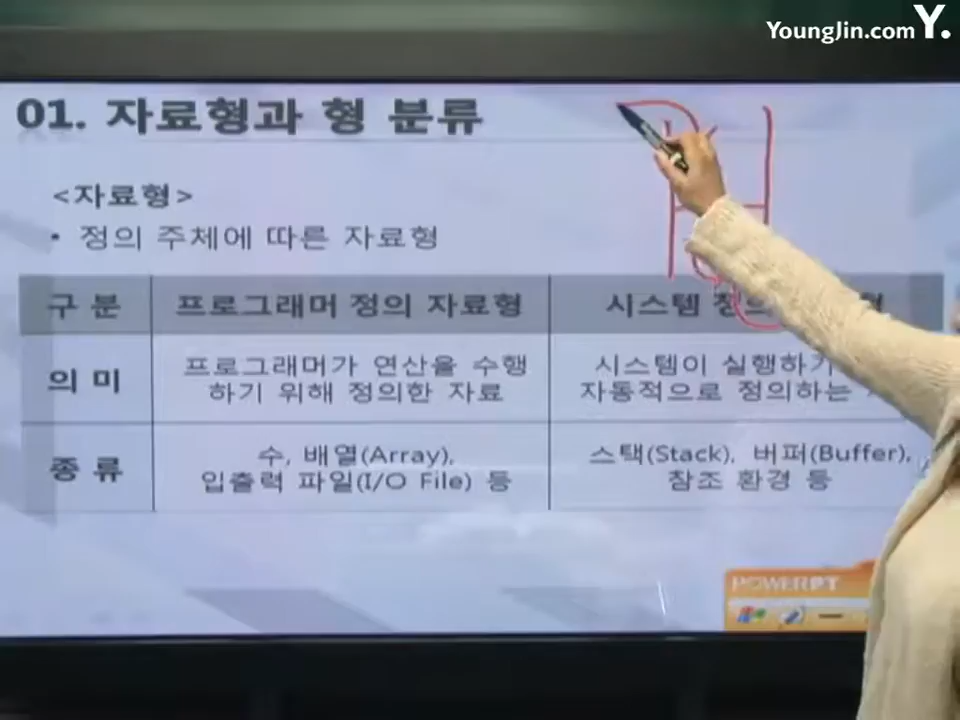 YoungJin.com Y.
01. 자료형과 형 분류
<자료형>
• 정의 주체에 따른 자료형
구 분 프로그래머 정의 자료형 시스템 정의
의 미 프로그래머가 연산을 수행
하기 위해 정의한 자료
시스템이 실행하기
자동적으로 정의하는
종 류 수, 배열(Array),
입출력 파일(I/O File) 등
스택(Stack), 버퍼(Buffer),
참조 환경 등
POWERPT